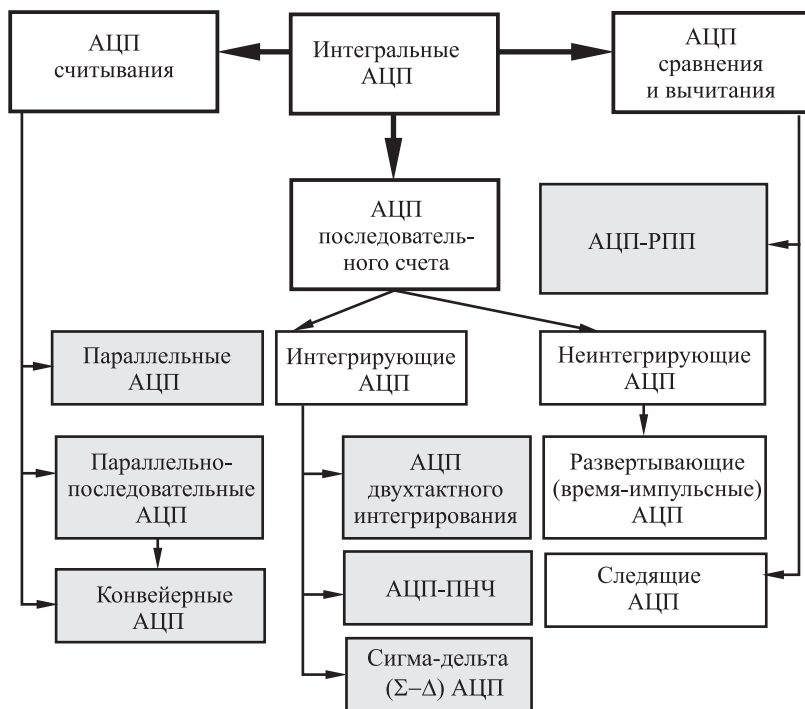 АЦП
считывания
Интегральные
АЦП
АЦП
сравнения
и вычитания
АЦП
последователь-
ного счета
АЦП-РПП
Параллельные
АЦП
Интегрирующие
АЦП
Неинтегрирующие
АЦП
Параллельно-
последовательные
АЦП
АЦП
двухтактного
интегрирования
Развертывающие
(время-импульсные)
АЦП
Конвейерные
АЦП
АЦП-ПНЧ
Следящие
АЦП
Сигма-дельта
(Σ–Δ) АЦП